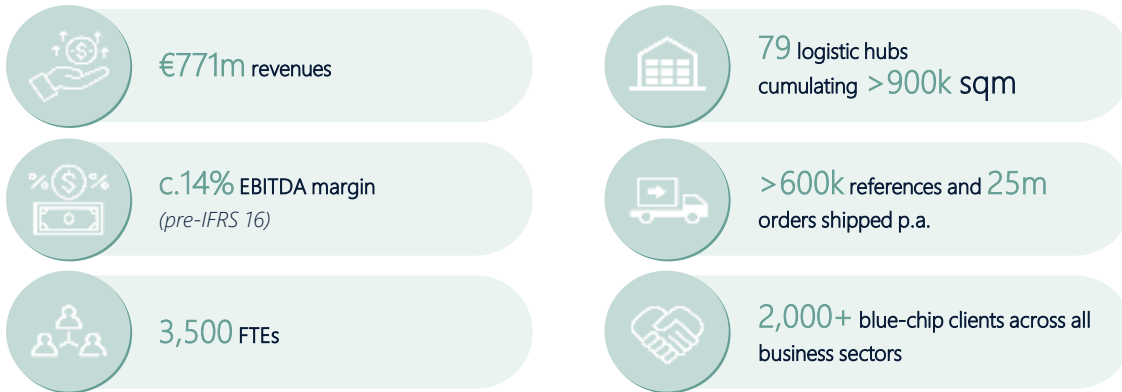 €771m revenues
c.14% EBITDA margin
(pre-IFRS 16)
3,500 FTEs
79 logistic hubs
cumulating >900k sqm
>600k references and 25m
orders shipped p.a.
2,000+ blue-chip clients across all
business sectors